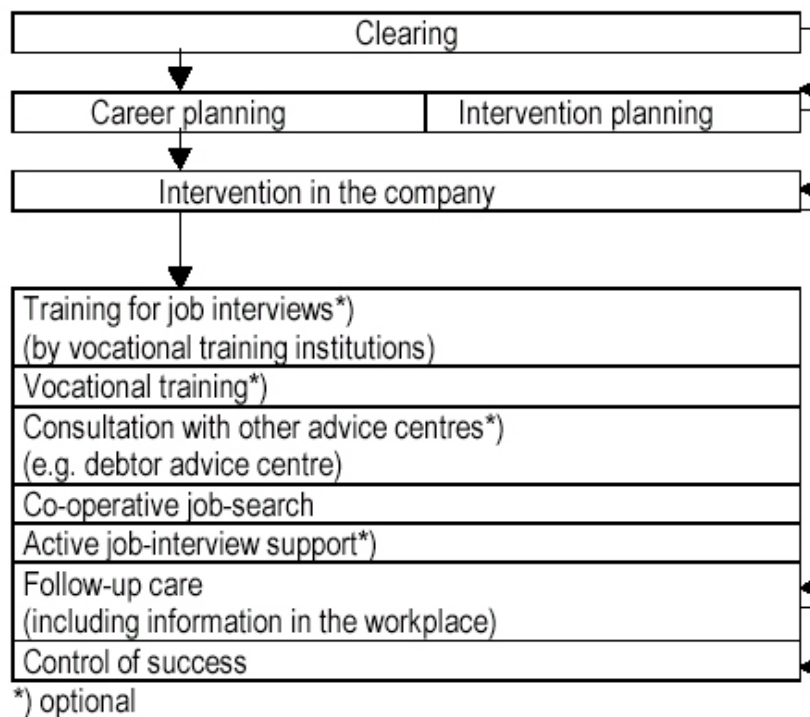 Clearing
Career planning
Intervention planning
Intervention in the company
Training for job interviews*)
(by vocational training institutions)
Vocational training*)
Consultation with other advice centres*)
(e.g. debtor advice centre)
Co-operative job-search
Active job-interview support*)
Follow-up care
(including information in the workplace)
Control of success
*) optional